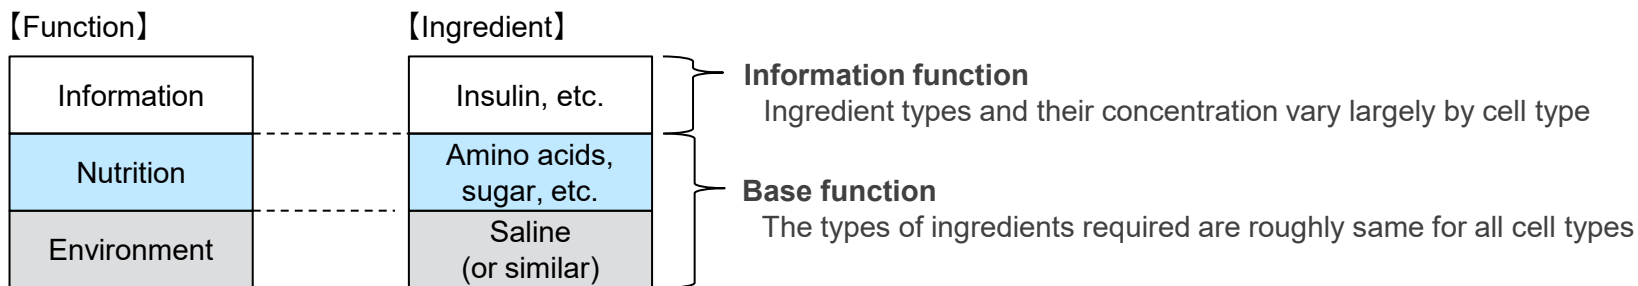 【Function】
【Ingredient】
Information
Insulin, etc.
Information function
Ingredient types and their concentration vary largely by cell type
Nutrition
Amino acids,
sugar, etc.
Base function
The types of ingredients required are roughly same for all cell types
Environment
Saline
(or similar)